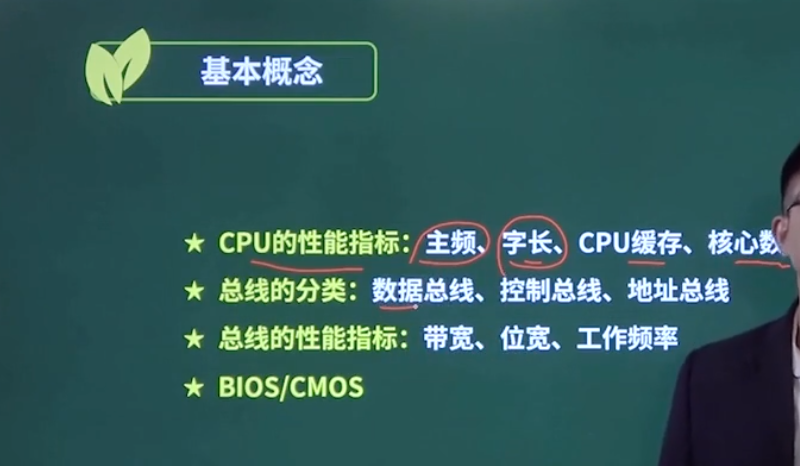 基本概念
★ CPU的性能指标：主频、字长、CPU缓存、核心数
★ 总线的分类：数据总线、控制总线、地址总线
★ 总线的性能指标：带宽、位宽、工作频率
★ BIOS/CMOS